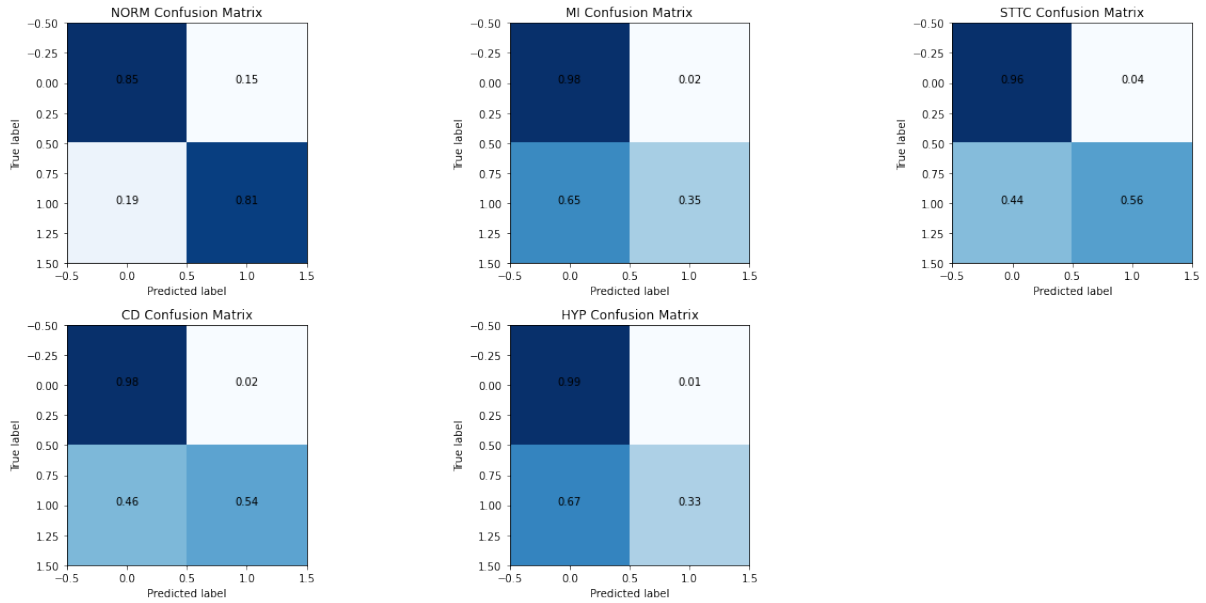 NORM Confusion Matrix
−0.50
−0.25
0.00
0.25
0.50
0.75
1.00
1.25
1.50
True label
0.85 0.15
0.19 0.81
−0.5 0.0 0.5 1.0 1.5
Predicted label
MI Confusion Matrix
−0.50
−0.25
0.00
0.25
0.50
0.75
1.00
1.25
1.50
True label
0.98 0.02
0.65 0.35
−0.5 0.0 0.5 1.0 1.5
Predicted label
STTC Confusion Matrix
−0.50
−0.25
0.00
0.25
0.50
0.75
1.00
1.25
1.50
True label
0.96 0.04
0.44 0.56
−0.5 0.0 0.5 1.0 1.5
Predicted label
CD Confusion Matrix
−0.50
−0.25
0.00
0.25
0.50
0.75
1.00
1.25
1.50
True label
0.98 0.02
0.46 0.54
−0.5 0.0 0.5 1.0 1.5
Predicted label
HYP Confusion Matrix
−0.50
−0.25
0.00
0.25
0.50
0.75
1.00
1.25
1.50
True label
0.99 0.01
0.67 0.33
−0.5 0.0 0.5 1.0 1.5
Predicted label